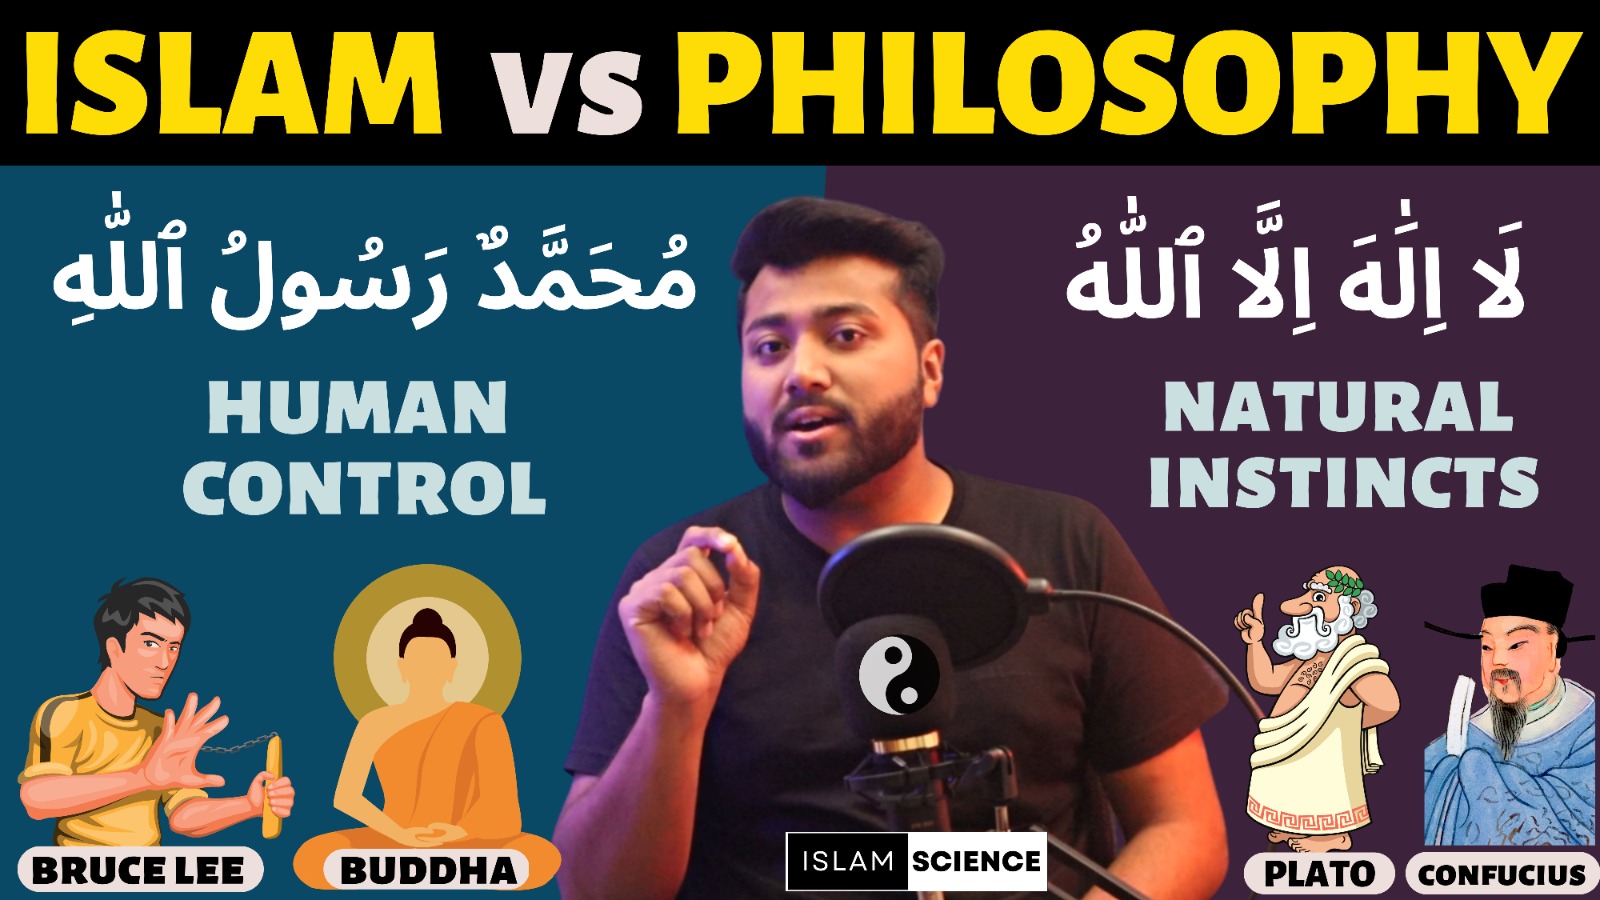 ISLAM VS PHILOSOPHY
مُحَمَّدٌ رَسُولُ ٱللّٰهِ
HUMAN
CONTROL
BRUCE LEE
BUDDHA
لَا اِلٰهَ اِلَّا ٱللّٰهُ
NATURAL
INSTINCTS
PLATO
CONFUCIUS
ISLAM SCIENCE